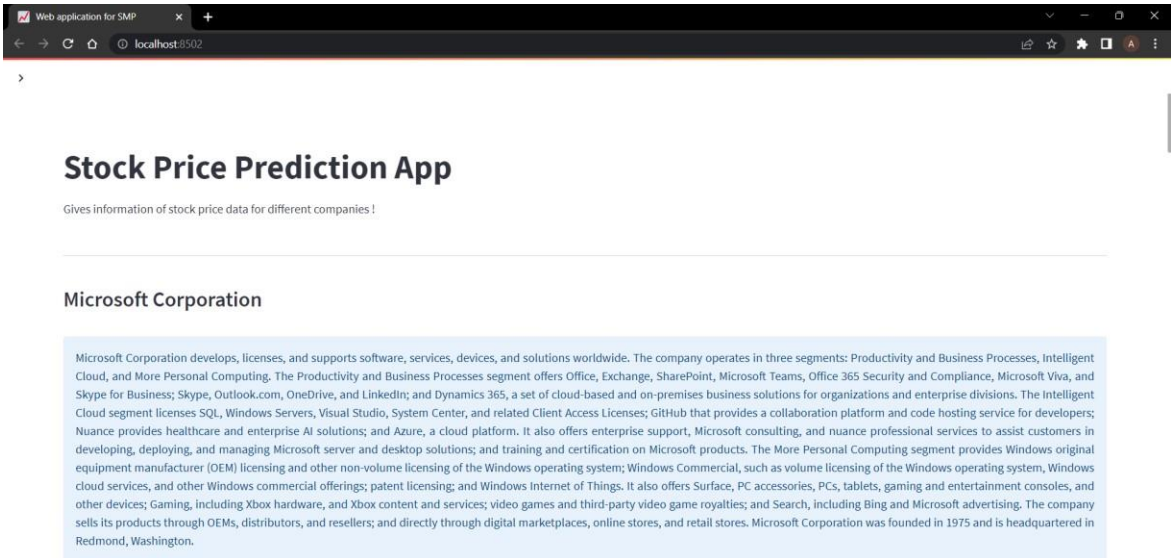 Web application for SMP
localhost:8502
A
Stock Price Prediction App
Gives information of stock price data for different companies !
Microsoft Corporation
Microsoft Corporation develops, licenses, and supports software, services, devices, and solutions worldwide. The company operates in three segments: Productivity and Business Processes, Intelligent
Cloud, and More Personal Computing. The Productivity and Business Processes segment offers Office, Exchange, SharePoint, Microsoft Teams, Office 365 Security and Compliance, Microsoft Viva, and
Skype for Business; Skype, Outlook.com, OneDrive, and LinkedIn; and Dynamics 365, a set of cloud-based and on-premises business solutions for organizations and enterprise divisions. The Intelligent
Cloud segment licenses SQL, Windows Servers, Visual Studio, System Center, and related Client Access Licenses; GitHub that provides a collaboration platform and code hosting service for developers;
Nuance provides healthcare and enterprise AI solutions; and Azure, a cloud platform. It also offers enterprise support, Microsoft consulting, and nuance professional services to assist customers in
developing, deploying, and managing Microsoft server and desktop solutions; and training and certification on Microsoft products. The More Personal Computing segment provides Windows original
equipment manufacturer (OEM) licensing and other non-volume licensing of the Windows operating system; Windows Commercial, such as volume licensing of the Windows operating system, Windows
cloud services, and other Windows commercial offerings; patent licensing; and Windows Internet of Things. It also offers Surface, PC accessories, PCs, tablets, gaming and entertainment consoles, and
other devices; Gaming, including Xbox hardware, and Xbox content and services; video games and third-party video game royalties; and Search, including Bing and Microsoft advertising. The company
sells its products through OEMs, distributors, and resellers; and directly through digital marketplaces, online stores, and retail stores. Microsoft Corporation was founded in 1975 and is headquartered in
Redmond, Washington.